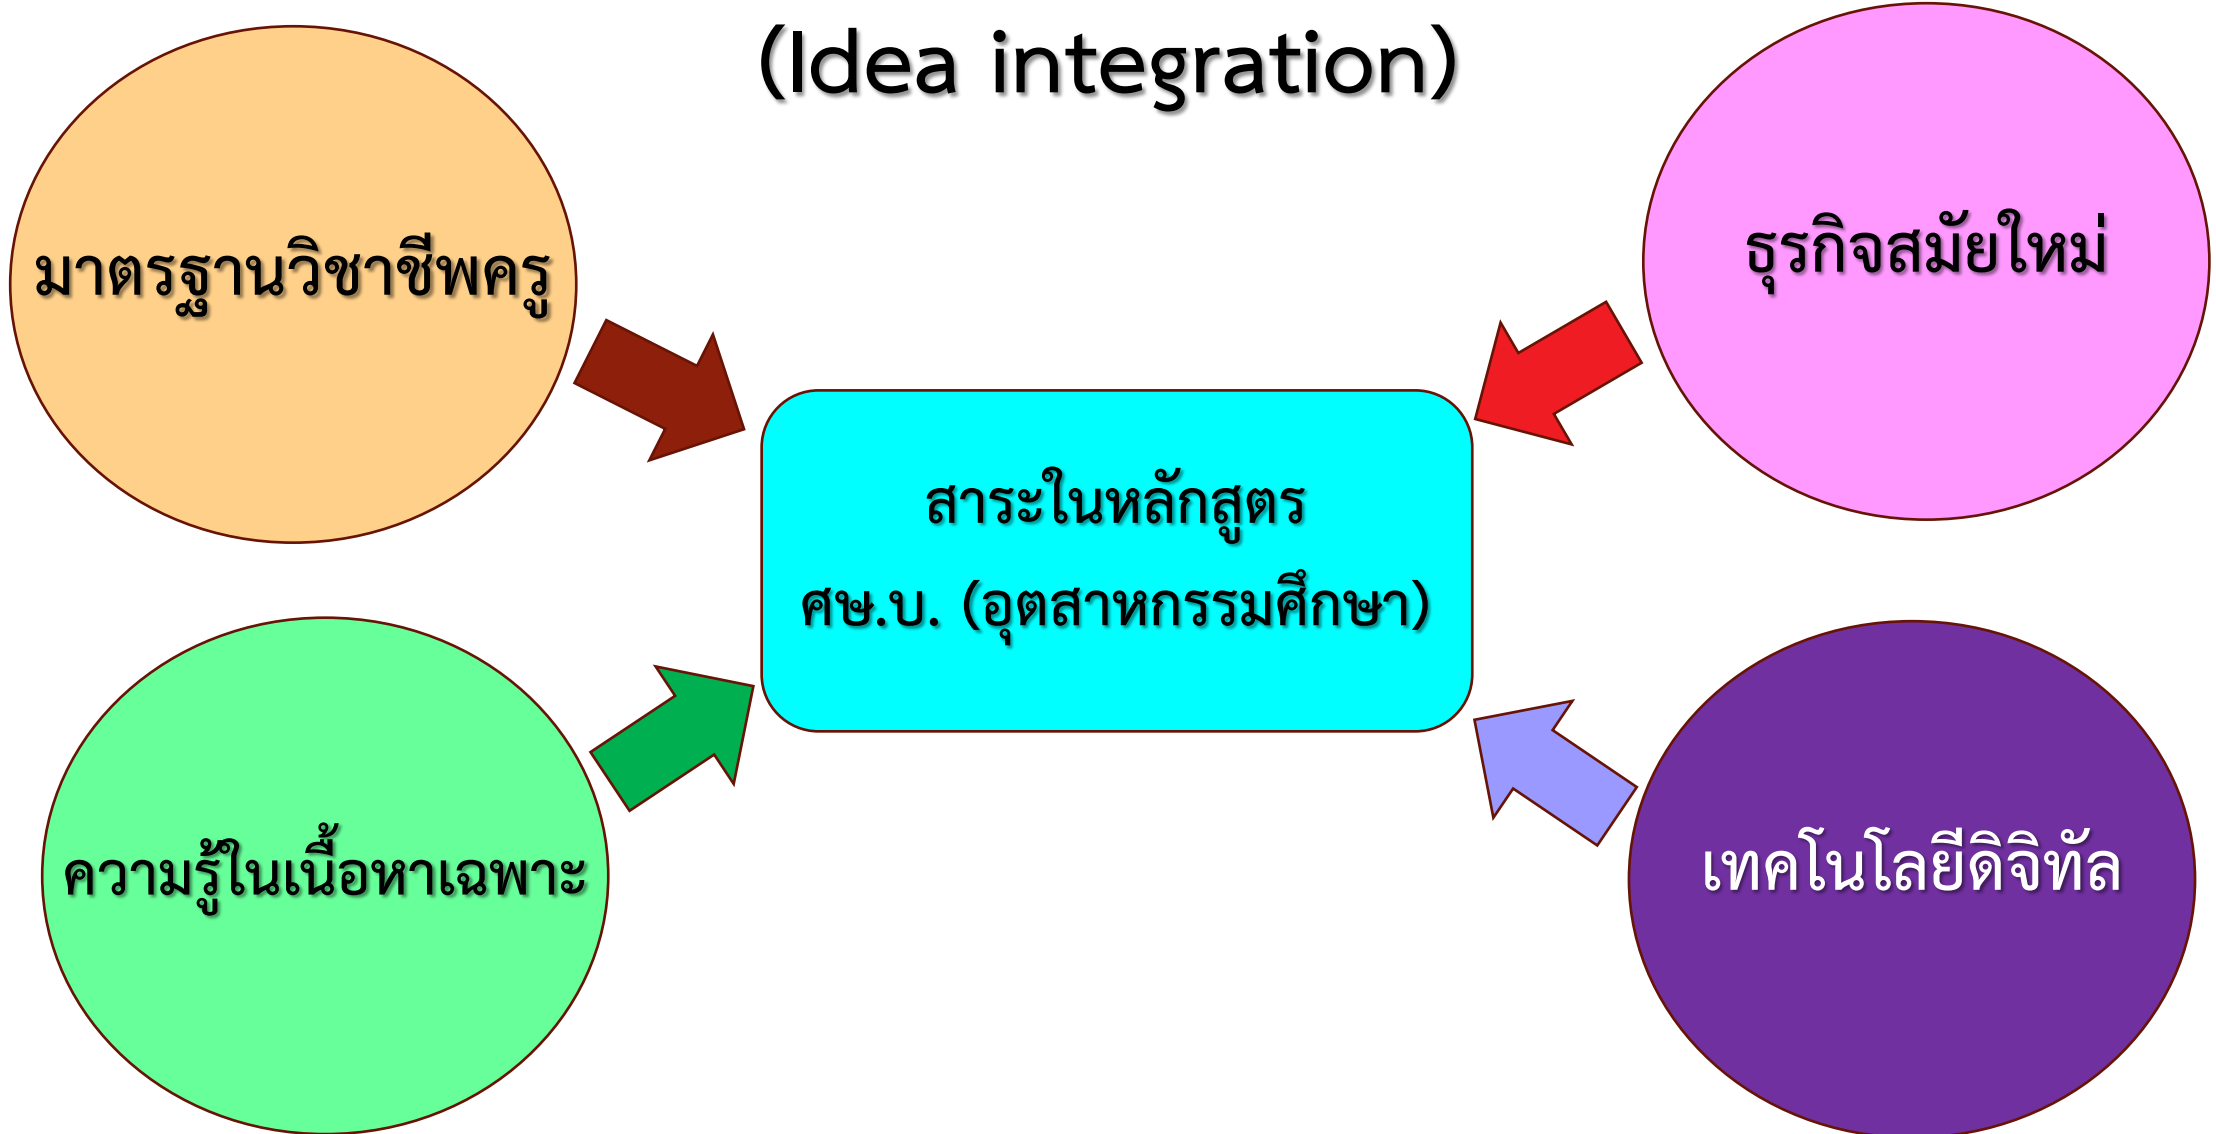 (Idea integration)
มาตรฐานวิชาชีพครู
ธุรกิจสมัยใหม่
สาระในหลักสูตร
ศษ.บ. (อุตสาหกรรมศึกษา)
ความรู้ในเนื้อหาเฉพาะ
เทคโนโลยีดิจิทัล